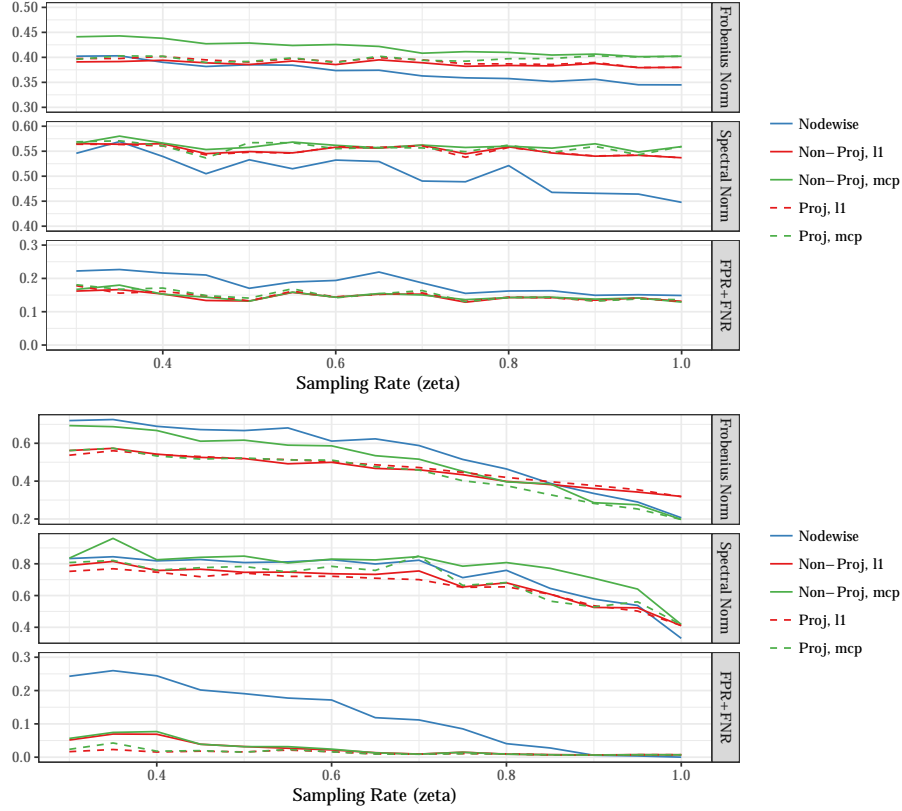 0.50
0.45
0.40
0.35
0.30
Frobenius Norm
0.60
0.55
0.50
0.45
0.40
Spectral Norm
0.3
0.2
0.1
0.0
FPR+FNR
0.4 0.6 0.8 1.0
Sampling Rate (zeta)
Nodewise
Non−Proj, l1
Non−Proj, mcp
Proj, l1
Proj, mcp
0.6
0.4
0.2
Frobenius Norm
0.8
0.6
0.4
Spectral Norm
0.3
0.2
0.1
0.0
FPR+FNR
0.4 0.6 0.8 1.0
Sampling Rate (zeta)
Nodewise
Non−Proj, l1
Non−Proj, mcp
Proj, l1
Proj, mcp